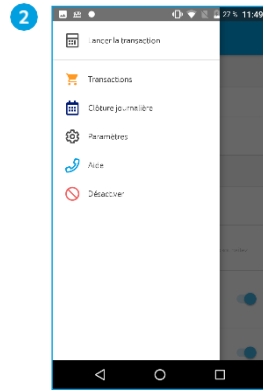 2
27 % 11:49
Lancer la transaction
Transactions
Clôture journalière
Paramètres
Aide
Désactiver